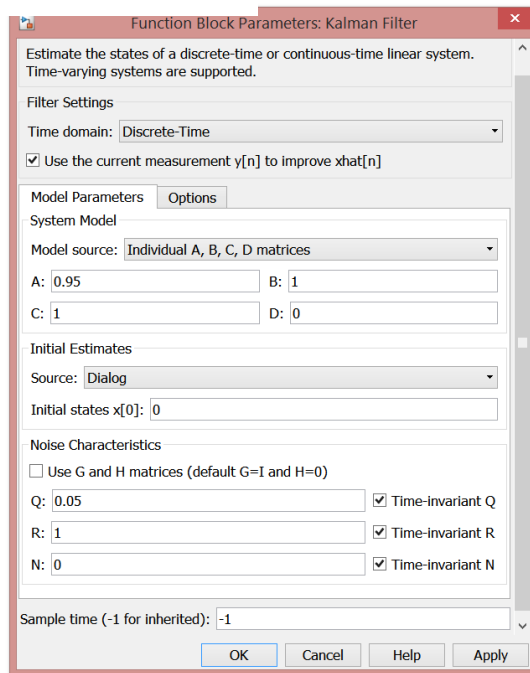 Function Block Parameters: Kalman Filter
Estimate the states of a discrete-time or continuous-time linear system.
Time-varying systems are supported.
Filter Settings
Time domain: Discrete-Time
Use the current measurement y[n] to improve xhat[n]
Model Parameters Options
System Model
Model source: Individual A, B, C, D matrices
A: 0.95 B: 1
C: 1 D: 0
Initial Estimates
Source: Dialog
Initial states x[0]: 0
Noise Characteristics
Use G and H matrices (default G=I and H=0)
Q: 0.05 Time-invariant Q
R: 1 Time-invariant R
N: 0 Time-invariant N
Sample time (-1 for inherited): -1
OK Cancel Help Apply